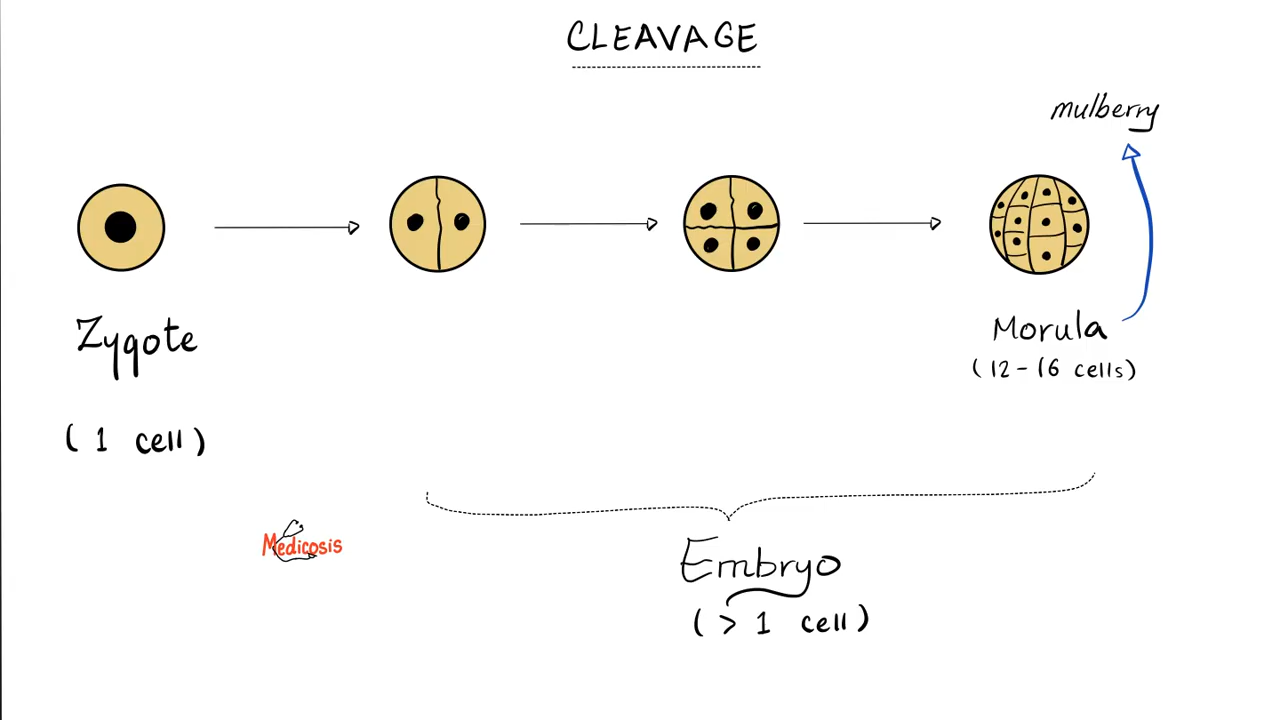 CLEAVAGE
mulberry
Zygote
Morula
(12-16 cells)
(1 cell)
Medicosis
Embryo
(> 1 cell)